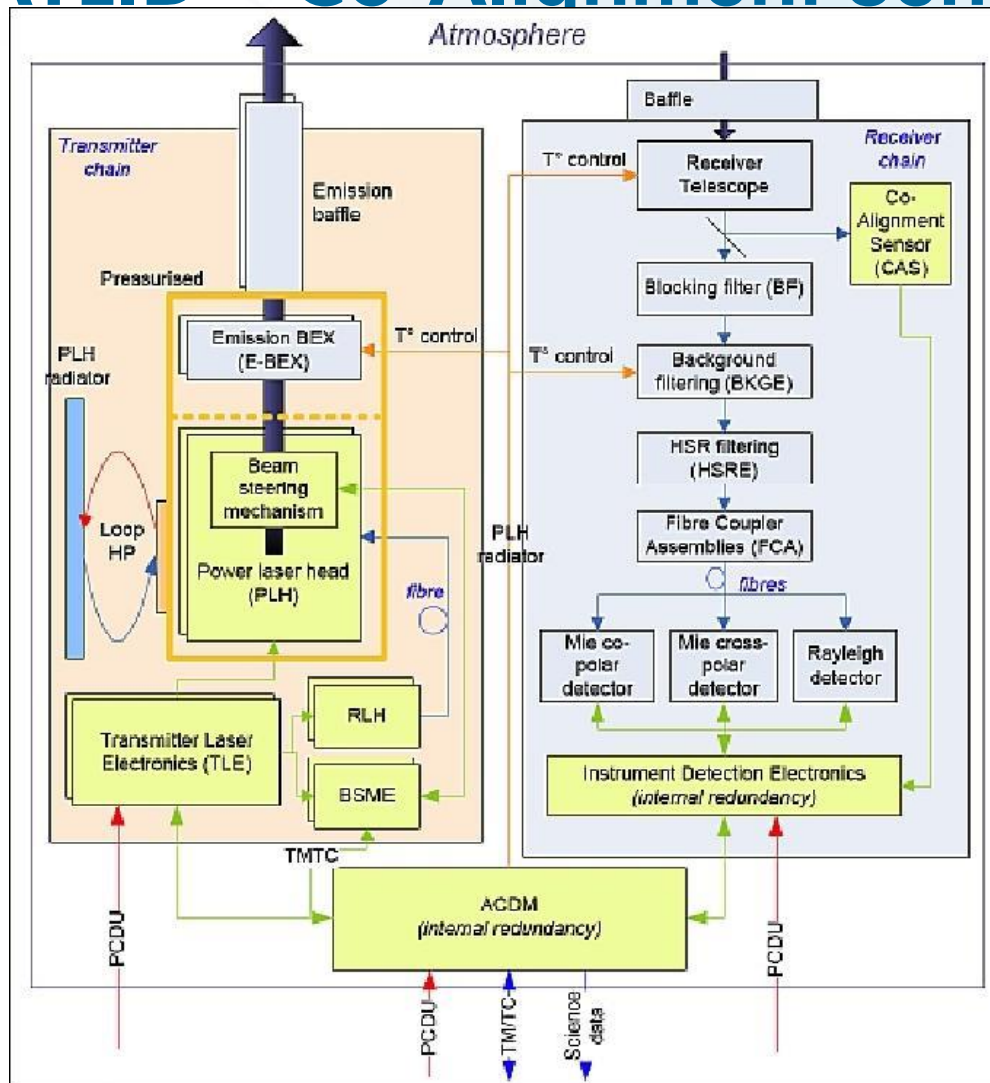 Co-Alignment
Atmosphere
Baffle
Transmitter
chain
Receiver
chain
T° control
Receiver
Telescope
Emission
baffle
Co-
Alignment
Sensor
(CAS)
Pressurised
Blocking filter (BF)
Emission BEX
(E-BEX)
T° control
T° control
Background
filtering (BKGE)
PLH
radiator
HSR filtering
(HSRE)
Beam
steering
mechanism
Loop
HP
PLH
radiator
Fibre Coupler
Assemblies (FCA)
Power laser head
(PLH)
fibre
fibres
Mie co-
polar
detector
Mie cross-
polar
detector
Rayleigh
detector
RLH
Transmitter Laser
Electronics (TLE)
BSME
Instrument Detection Electronics
(internal redundancy)
TMTC
ACDM
(internal redundancy)
PCDU
PCDU
PCDU
TM/TC
Science
data